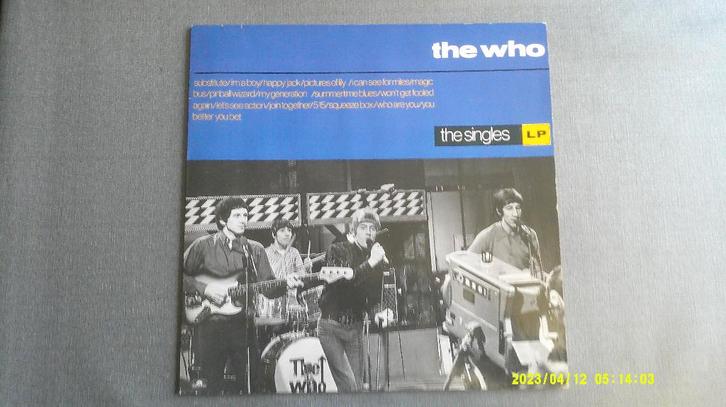 the who
substitute/i'm a boy/happy jack/pictures of lily /i can see for miles/magic
bus/pinball wizard/my generation /summertime blues/won't get fooled
again/let's see action/join together/515/squeeze box/who are you/you
better you bet
the singles LP
The
WHO
2023/04/12 05:14:03